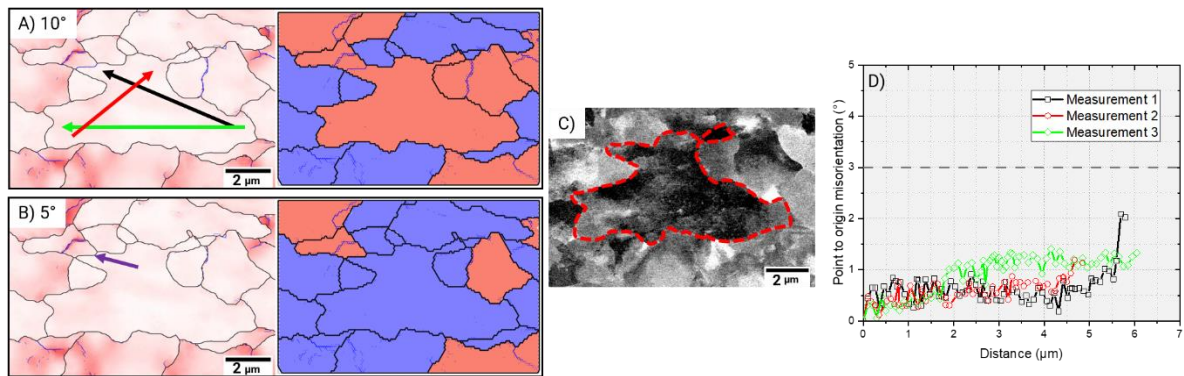 A) 10°
2 µm
B) 5°
2 µm
C)
2 µm
D)
Measurement 1
Measurement 2
Measurement 3
Point to origin misorientation (°)
5
4
3
2
1
0
0 1 2 3 4 5 6 7
Distance (µm)